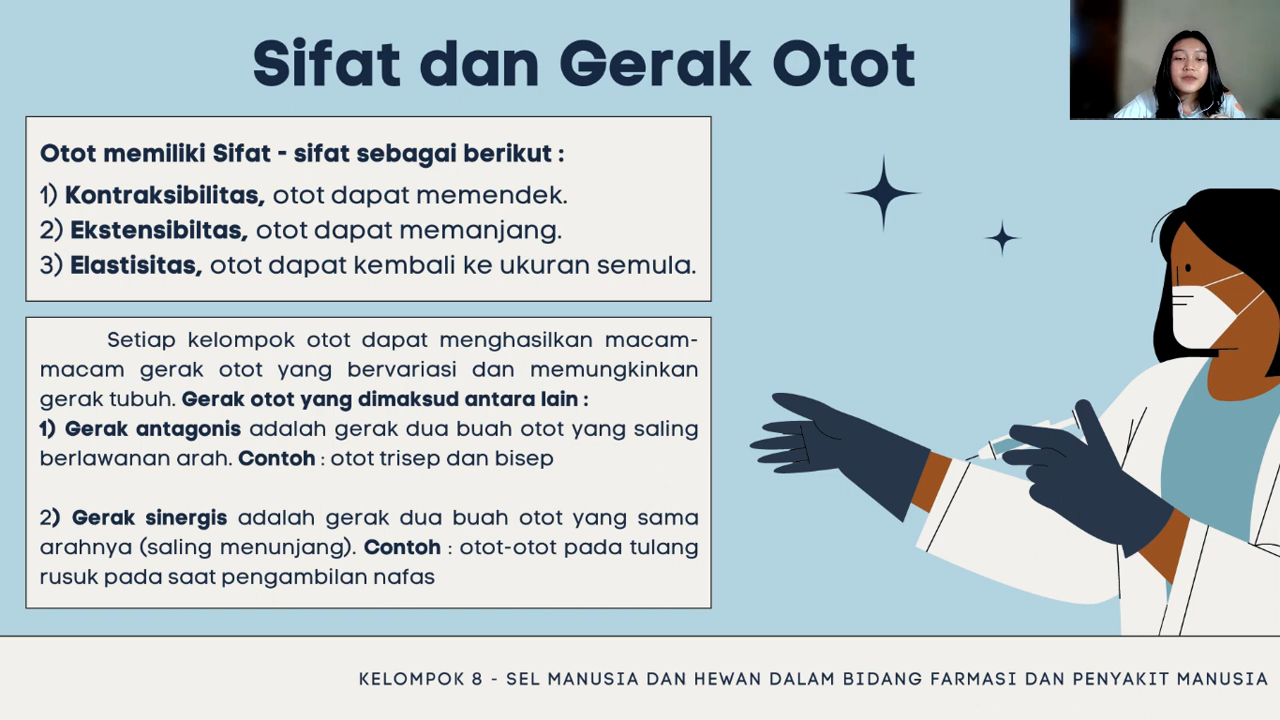 Sifat dan Gerak Otot
Otot memiliki Sifat - sifat sebagai berikut :
1) Kontraksibilitas, otot dapat memendek.
2) Ekstensibiltas, otot dapat memanjang.
3) Elastisitas, otot dapat kembali ke ukuran semula.
Setiap kelompok otot dapat menghasilkan macam-
macam gerak otot yang bervariasi dan memungkinkan
gerak tubuh. Gerak otot yang dimaksud antara lain :
1) Gerak antagonis adalah gerak dua buah otot yang saling
berlawanan arah. Contoh : otot trisep dan bisep
2) Gerak sinergis adalah gerak dua buah otot yang sama
arahnya (saling menunjang). Contoh : otot-otot pada tulang
rusuk pada saat pengambilan nafas
KELOMPOK 8 - SEL MANUSIA DAN HEWAN DALAM BIDANG FARMASI DAN PENYAKIT MANUSIA